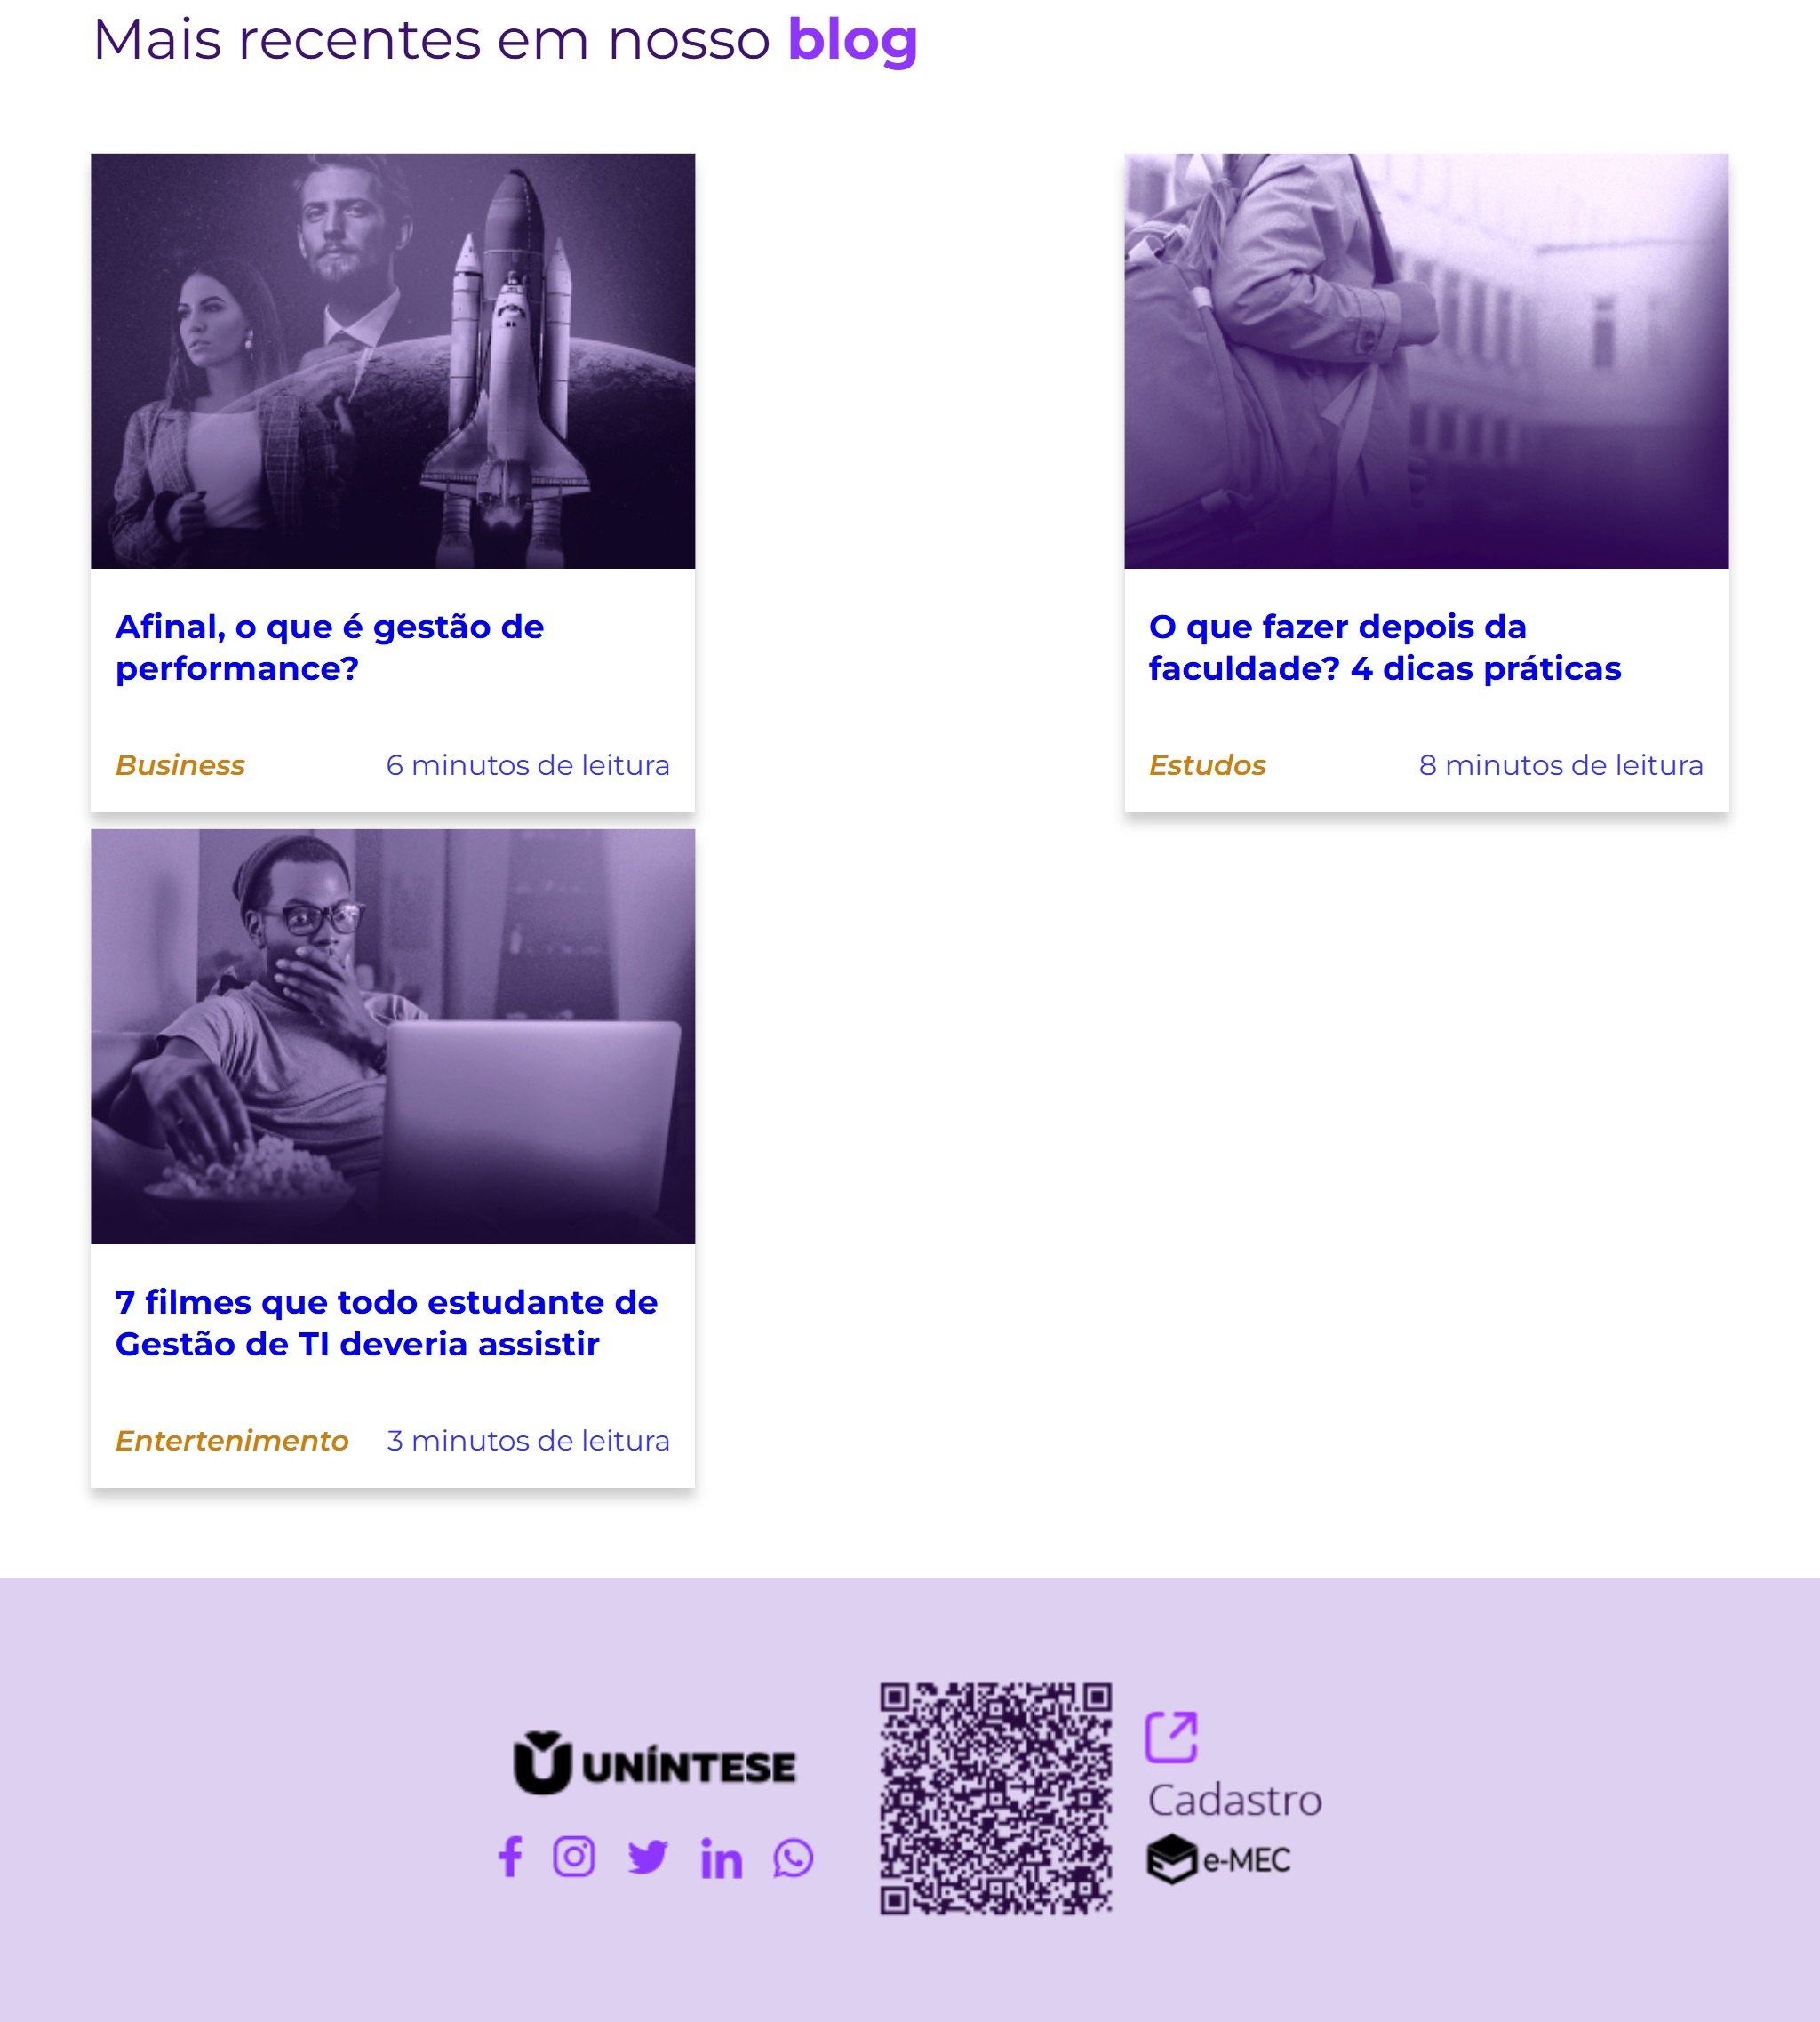 Mais recentes em nosso blog
Afinal, o que é gestão de
performance?
Business
6 minutos de leitura
O que fazer depois da
faculdade? 4 dicas práticas
Estudos
8 minutos de leitura
7 filmes que todo estudante de
Gestão de TI deveria assistir
Entertenimento
3 minutos de leitura
UNÍNTESE
Cadastro
e-MEC